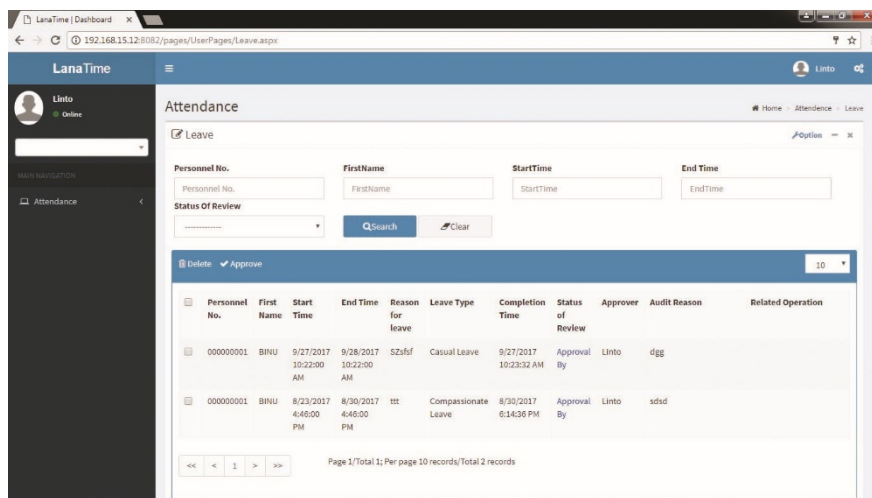 LanaTime | Dashboard
192.168.15.12:8082/pages/UserPages/Leave.aspx
LanaTime
Linto
Linto
Online
MAIN NAVIGATION
Attendance
Attendance
Home > Attendence > Leave
Leave
Option
Personnel No. FirstName StartTime End Time
Personnel No. FirstName StartTime EndTime
Status Of Review
------------- Search Clear
Delete Approve 10
Personnel No. First Name Start Time End Time Reason for leave Leave Type Completion Time Status of Review Approver Audit Reason Related Operation
000000001 BINU 9/27/2017 10:22:00 AM 9/28/2017 10:22:00 AM SZsfsf Casual Leave 9/27/2017 10:23:32 AM Approval By Linto dgg
000000001 BINU 8/23/2017 4:46:00 PM 8/30/2017 4:46:00 PM ttt Compassionate Leave 8/30/2017 6:14:36 PM Approval By Linto sdsd
<< < 1 > >> Page 1/Total 1; Per page 10 records/Total 2 records